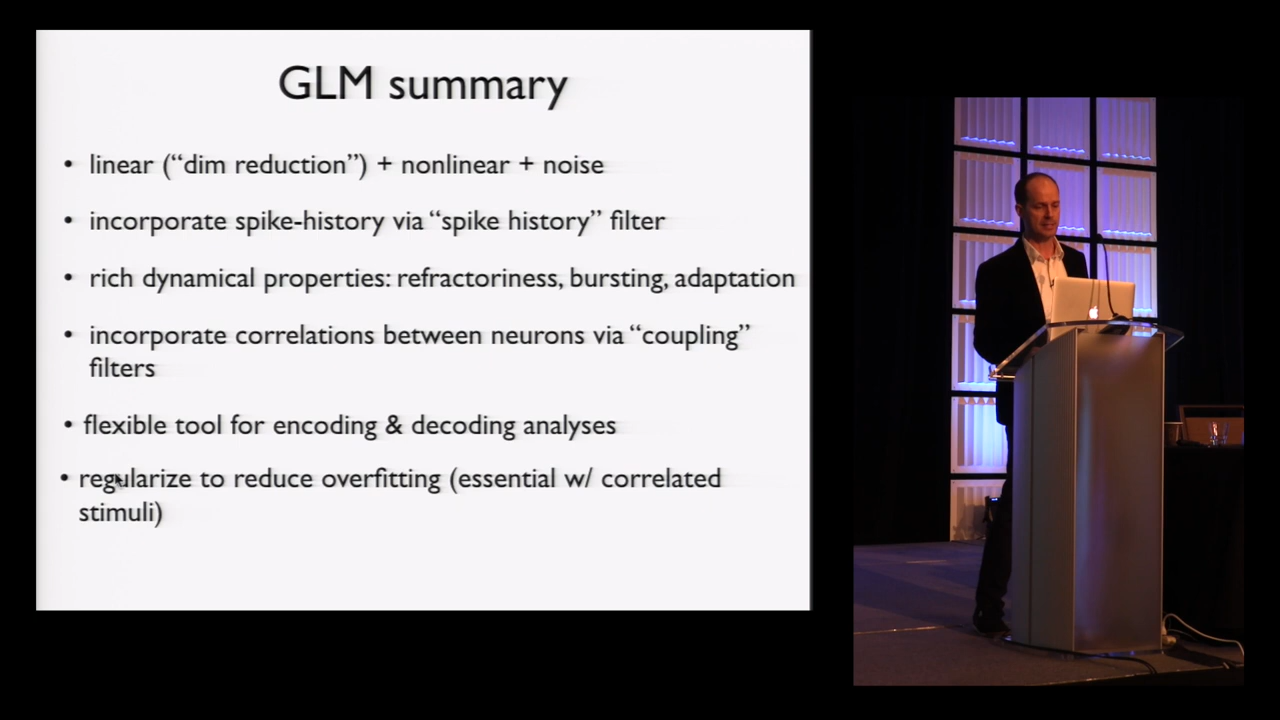 GLM summary
• linear (“dim reduction”) + nonlinear + noise
• incorporate spike-history via “spike history” filter
• rich dynamical properties: refractoriness, bursting, adaptation
• incorporate correlations between neurons via “coupling”
filters
• flexible tool for encoding & decoding analyses
• regularize to reduce overfitting (essential w/ correlated
stimuli)